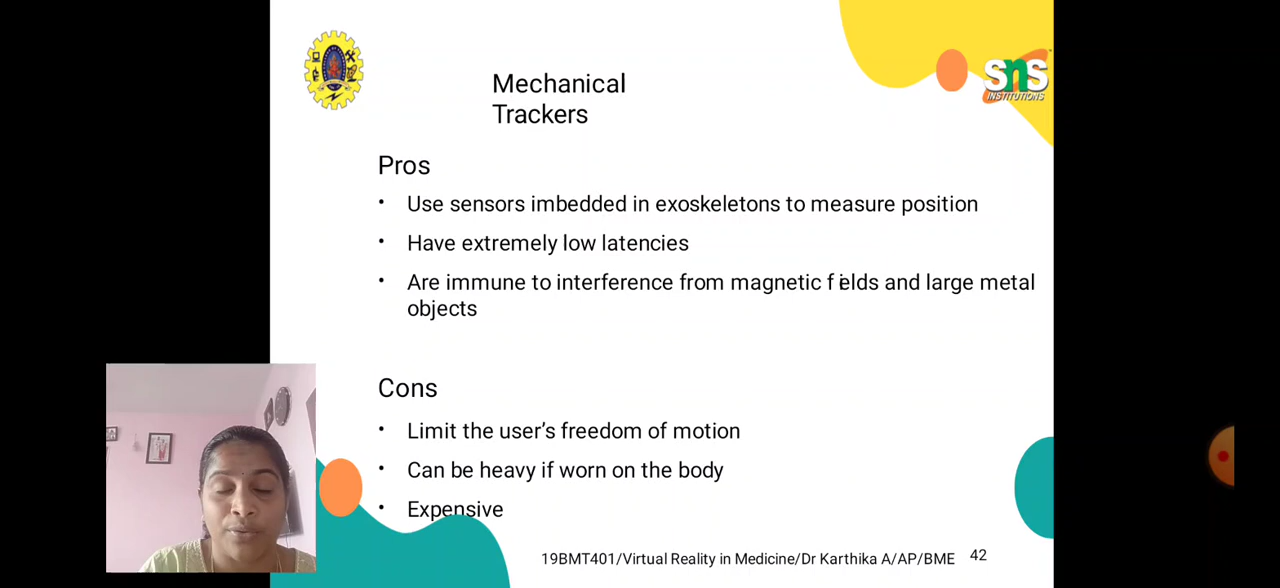 SnS
INSTITUTIONS
Mechanical
Trackers
Pros
• Use sensors imbedded in exoskeletons to measure position
• Have extremely low latencies
• Are immune to interference from magnetic fields and large metal
objects
Cons
• Limit the user’s freedom of motion
• Can be heavy if worn on the body
• Expensive
19BMT401/Virtual Reality in Medicine/Dr Karthika A/AP/BME 42